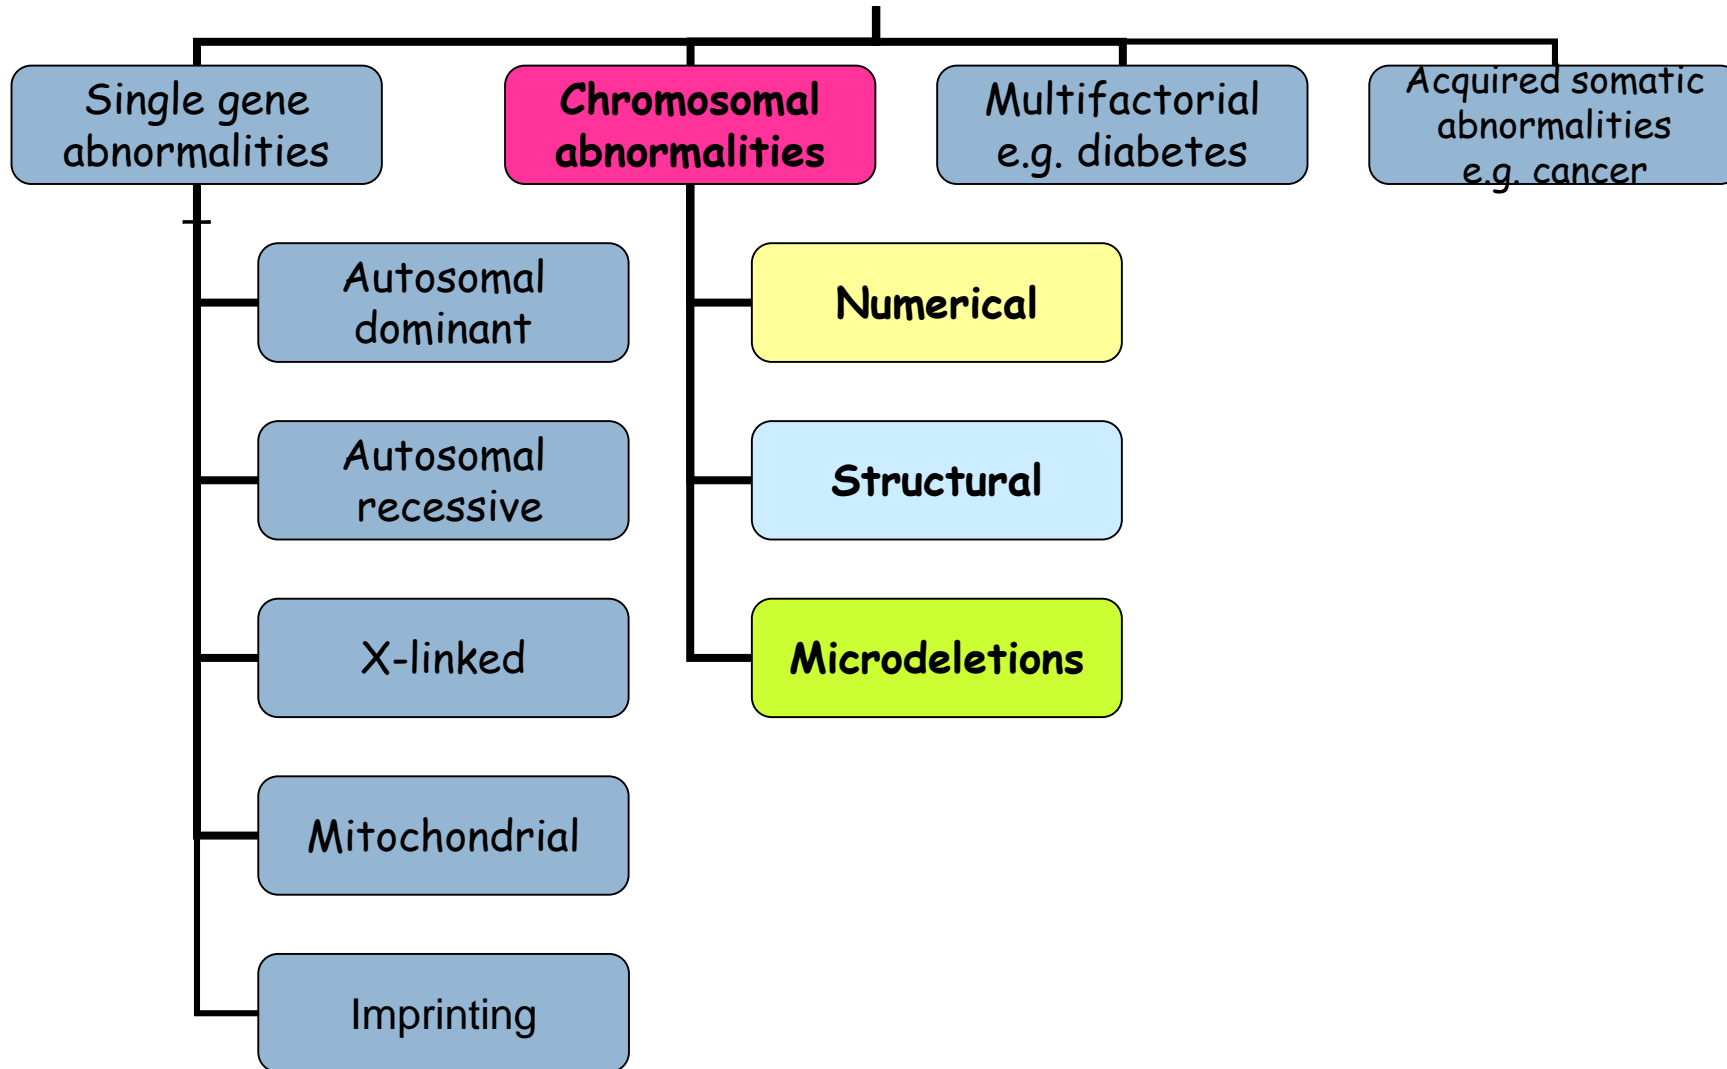 Single gene
abnormalities
Chromosomal
abnormalities
Multifactorial
e.g. diabetes
Acquired somatic
abnormalities
e.g. cancer
Autosomal
dominant
Autosomal
recessive
X-linked
Mitochondrial
Imprinting
Numerical
Structural
Microdeletions